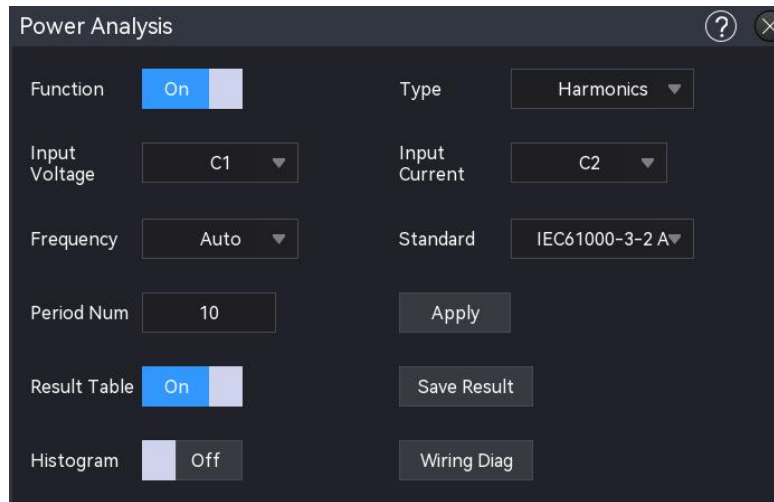 Power Analysis
?
Function
On
Type
Harmonics
Input
Voltage
C1
Input
Current
C2
Frequency
Auto
Standard
IEC61000-3-2 A
Period Num
10
Apply
Result Table
On
Save Result
Histogram
Off
Wiring Diag